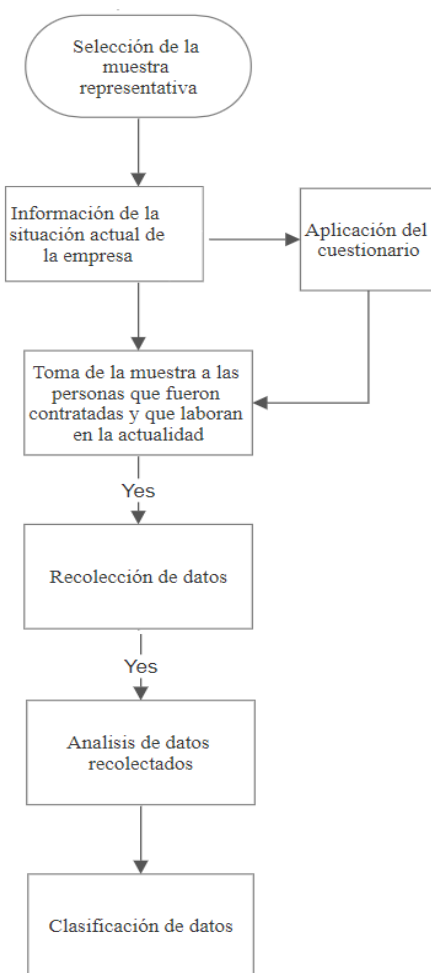 Selección de la
muestra
representativa
Información de la
situación actual de
la empresa
Aplicación del
cuestionario
Toma de la muestra a las
personas que fueron
contratadas y que laboran
en la actualidad
Yes
Recolección de datos
Yes
Analisis de datos
recolectados
Clasificación de datos